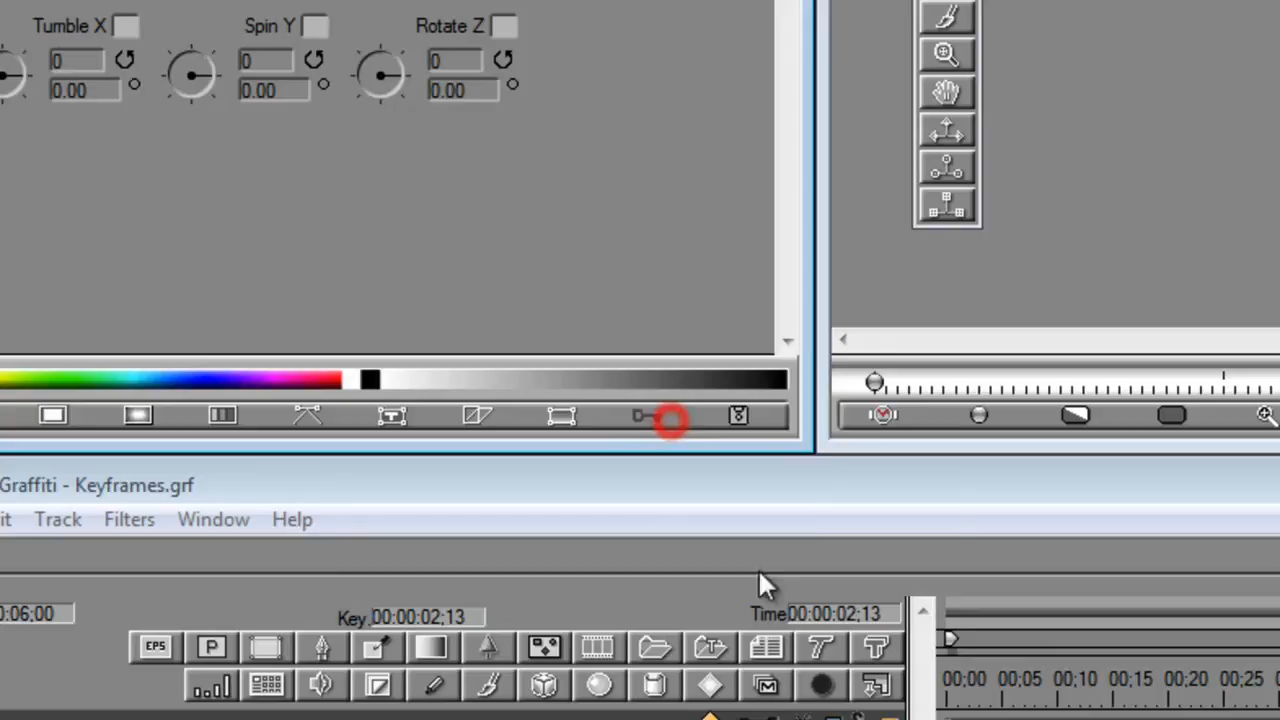 Tumble X Spin Y Rotate Z
0 0 0
0.00 0.00 0.00
Graffiti - Keyframes.grf
it Track Filters Window Help
0:06;00 Key 00:00:02;13 Time 00:00:02;13
EPS P T T T
M
00;00 00;05 00;10 00;15 00;20 00;25